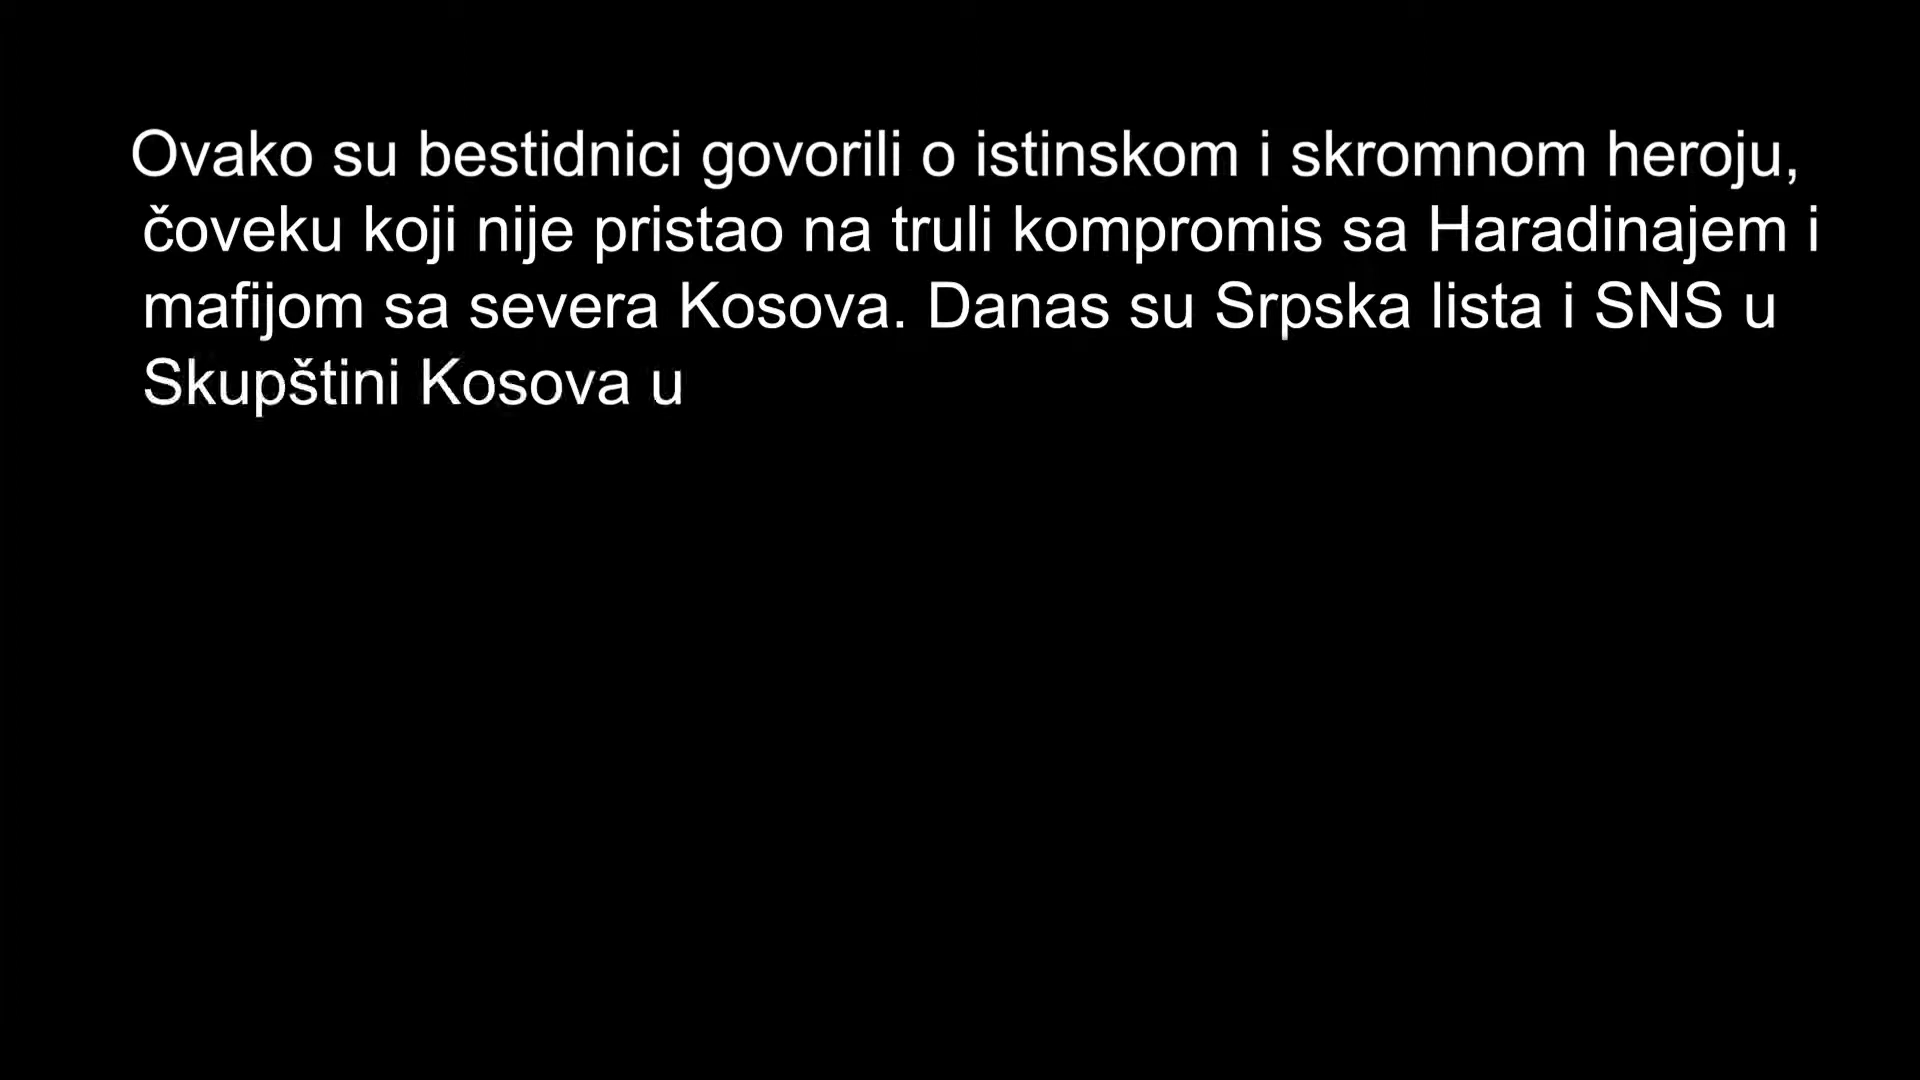 Ovako su bestidnici govorili o istinskom i skromnom heroju,
čoveku koji nije pristao na truli kompromis sa Haradinajem i
mafijom sa severa Kosova. Danas su Srpska lista i SNS u
Skupštini Kosova u